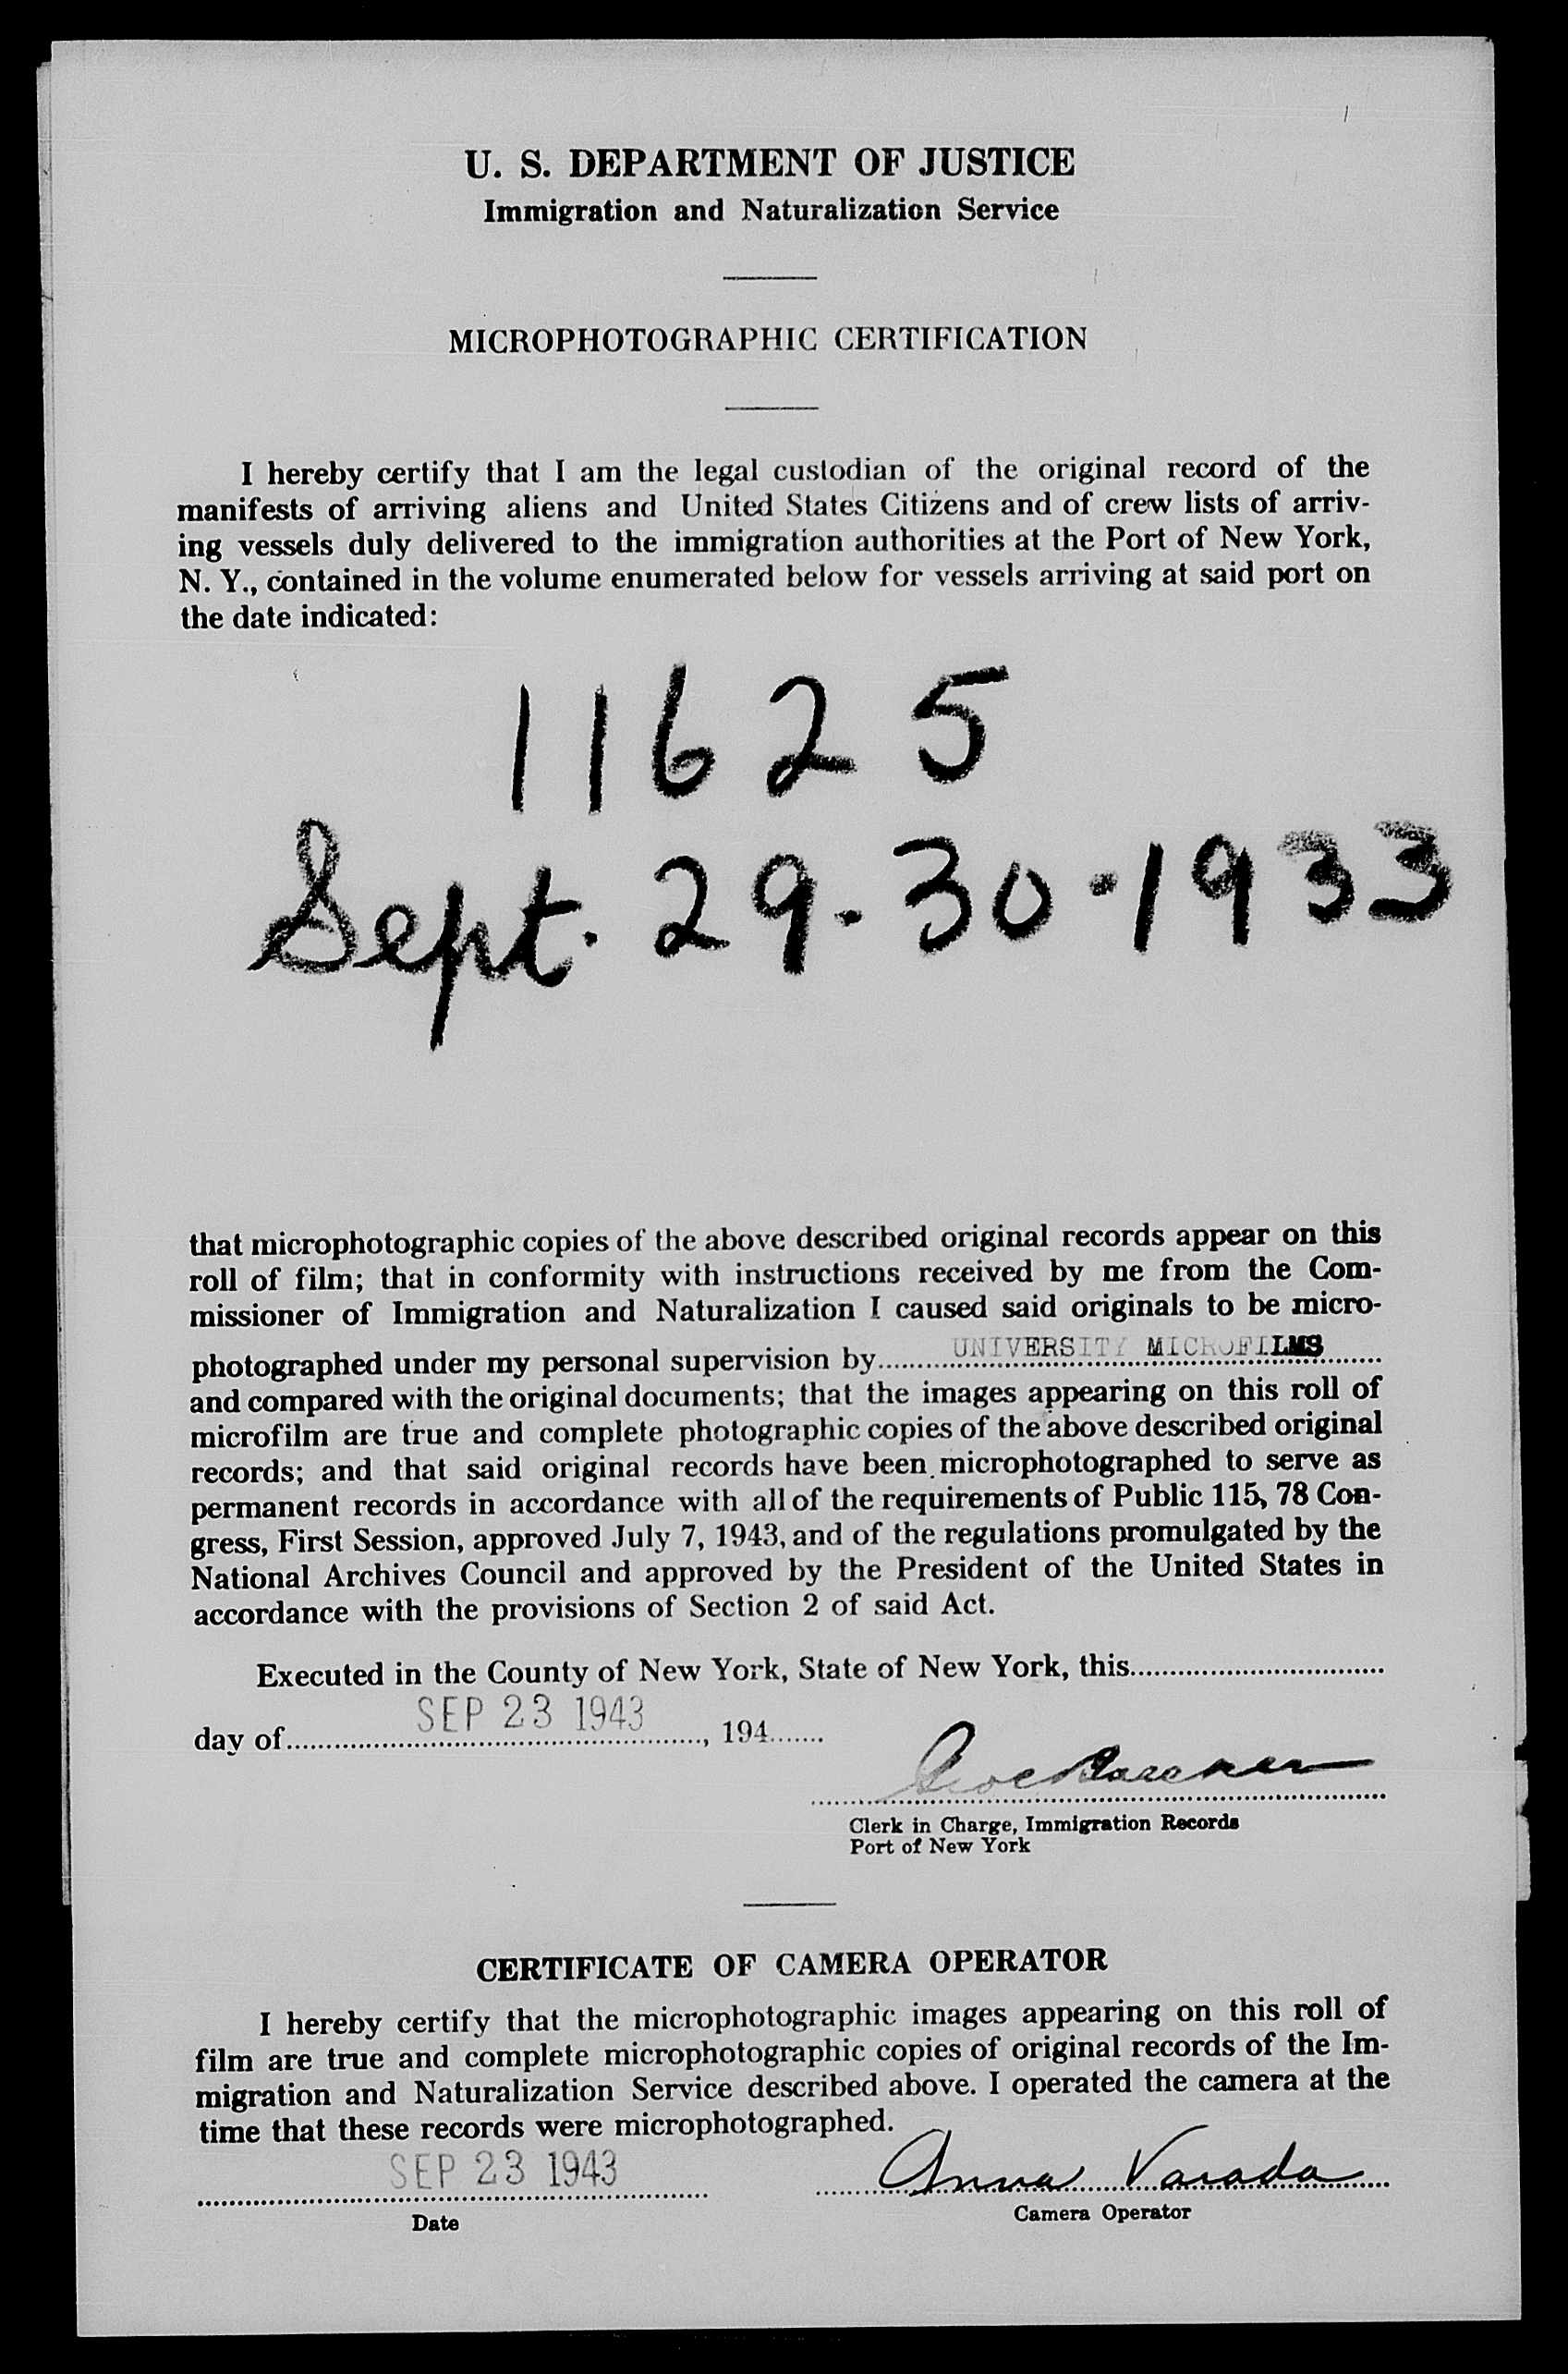 U. S. DEPARTMENT OF JUSTICE
Immigration and Naturalization Service
MICROPHOTOGRAPHIC CERTIFICATION
I hereby certify that I am the legal custodian of the original record of the
manifests of arriving aliens and United States Citizens and of crew lists of arriv-
ing vessels duly delivered to the immigration authorities at the Port of New York,
N. Y., contained in the volume enumerated below for vessels arriving at said port on
the date indicated:
11625
Sept. 29-30-1933
that microphotographic copies of the above described original records appear on this
roll of film; that in conformity with instructions received by me from the Com-
missioner of Immigration and Naturalization I caused said originals to be micro-
photographed under my personal supervision by UNIVERSITY MICROFILMS
and compared with the original documents; that the images appearing on this roll of
microfilm are true and complete photographic copies of the above described original
records; and that said original records have been microphotographed to serve as
permanent records in accordance with all of the requirements of Public 115, 78 Con-
gress, First Session, approved July 7, 1943, and of the regulations promulgated by the
National Archives Council and approved by the President of the United States in
accordance with the provisions of Section 2 of said Act.
Executed in the County of New York, State of New York, this
day of SEP 23 1943, 194
Clerk in Charge, Immigration Records
Port of New York
CERTIFICATE OF CAMERA OPERATOR
I hereby certify that the microphotographic images appearing on this roll of
film are true and complete microphotographic copies of original records of the Im-
migration and Naturalization Service described above. I operated the camera at the
time that these records were microphotographed.
SEP 23 1943 Anna Varada
Date Camera Operator